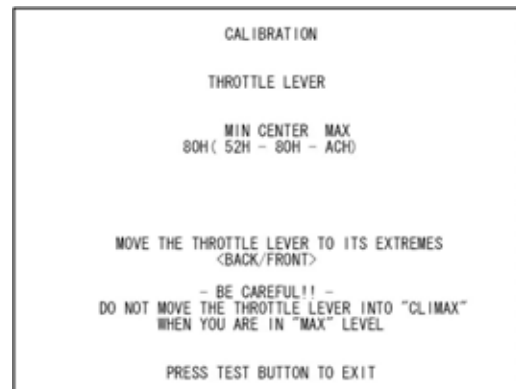 CALIBRATION
THROTTLE LEVER
MIN CENTER MAX
80H( 52H - 80H - ACH)
MOVE THE THROTTLE LEVER TO ITS EXTREMES
<BACK/FRONT>
- BE CAREFUL!! -
DO NOT MOVE THE THROTTLE LEVER INTO "CLIMAX"
WHEN YOU ARE IN "MAX" LEVEL
PRESS TEST BUTTON TO EXIT